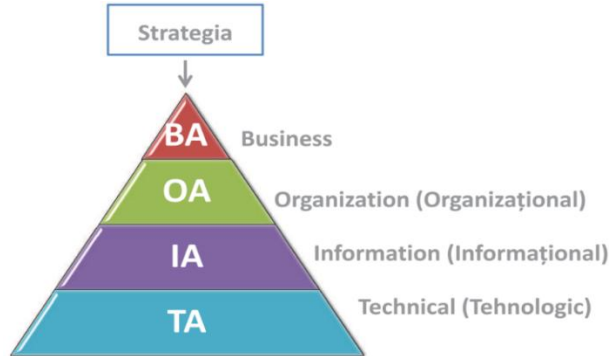 Strategia
BA Business
OA Organization (Organizațional)
IA Information (Informațional)
TA Technical (Tehnologic)